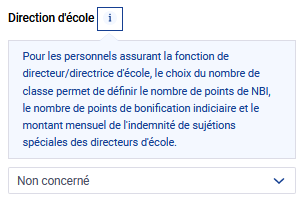 Direction d'école i
Pour les personnels assurant la fonction de
directeur/directrice d'école, le choix du nombre de
classe permet de définir le nombre de points de NBI,
le nombre de points de bonification indiciaire et le
montant mensuel de l'indemnité de sujétions
spéciales des directeurs d'école.
Non concerné